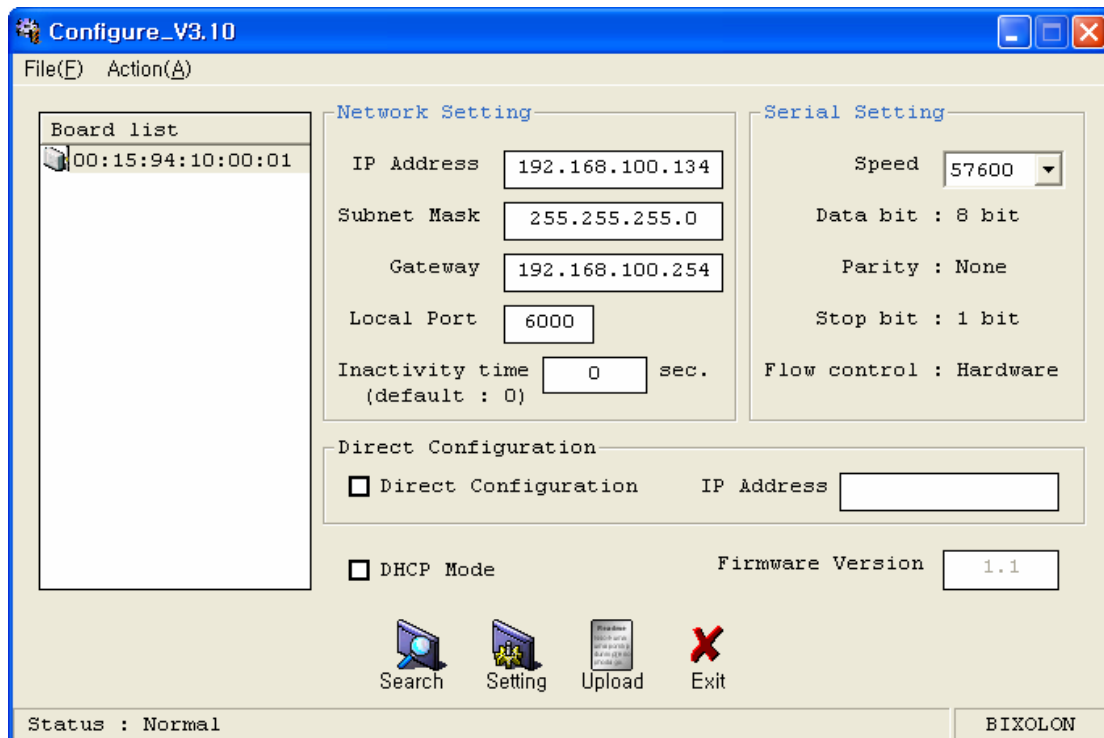 Configure_V3.10
File(F) Action(A)
Board list
00:15:94:10:00:01
Network Setting
IP Address 192.168.100.134
Subnet Mask 255.255.255.0
Gateway 192.168.100.254
Local Port 6000
Inactivity time 0 sec.
(default : 0)
Serial Setting
Speed 57600
Data bit : 8 bit
Parity : None
Stop bit : 1 bit
Flow control : Hardware
Direct Configuration
Direct Configuration IP Address
DHCP Mode Firmware Version 1.1
Readme
Search Setting Upload Exit
Status : Normal BIXOLON